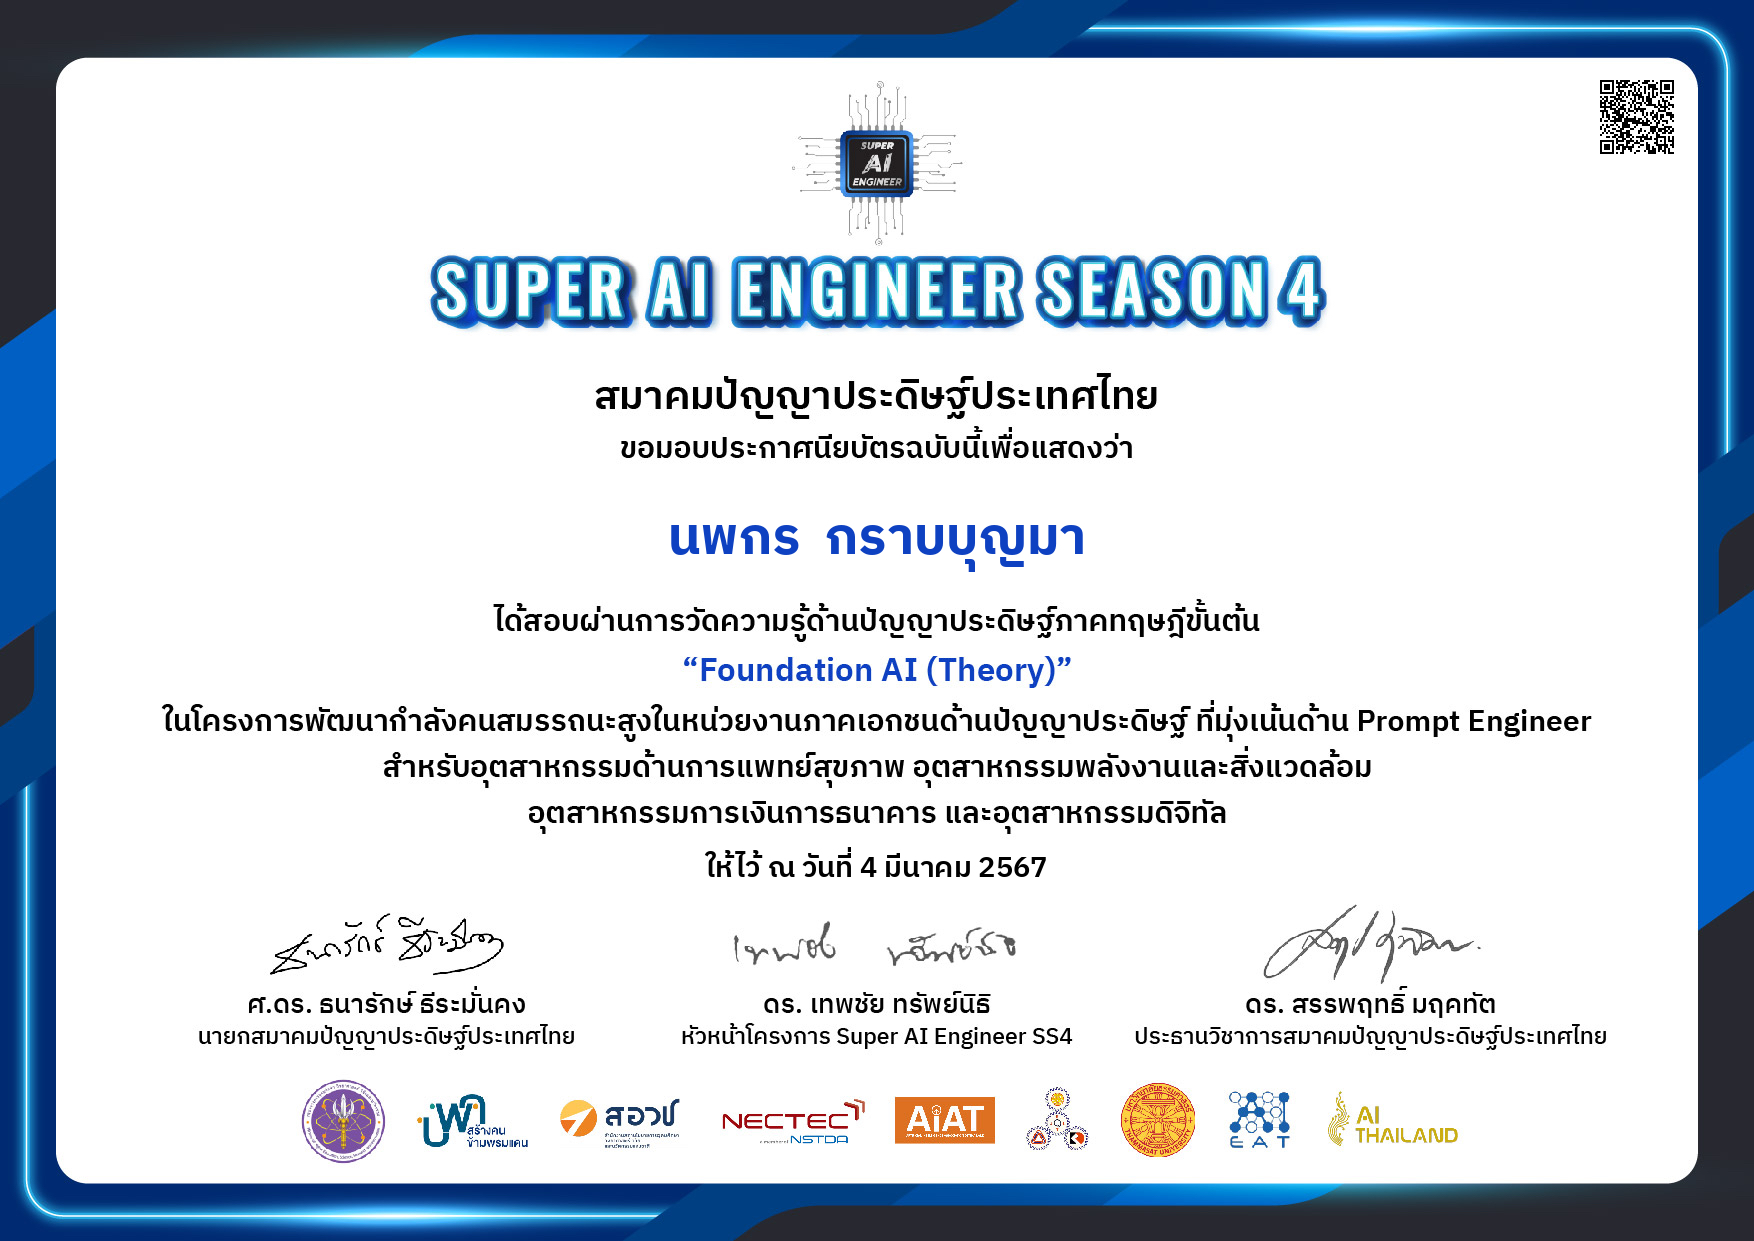 SUPER
AI
ENGINEER
SUPER AI ENGINEER SEASON 4
สมาคมปัญญาประดิษฐ์ประเทศไทย
ขอมอบประกาศนียบัตรฉบับนี้เพื่อแสดงว่า
นพกร กราบบุญมา
ได้สอบผ่านการวัดความรู้ด้านปัญญาประดิษฐ์ภาคทฤษฎีขั้นต้น
“Foundation AI (Theory)”
ในโครงการพัฒนากำลังคนสมรรถนะสูงในหน่วยงานภาคเอกชนด้านปัญญาประดิษฐ์ ที่มุ่งเน้นด้าน Prompt Engineer
สำหรับอุตสาหกรรมด้านการแพทย์สุขภาพ อุตสาหกรรมพลังงานและสิ่งแวดล้อม
อุตสาหกรรมการเงินการธนาคาร และอุตสาหกรรมดิจิทัล
ให้ไว้ ณ วันที่ 4 มีนาคม 2567
ศ.ดร. ธนารักษ์ ธีระมั่นคง
นายกสมาคมปัญญาประดิษฐ์ประเทศไทย
ดร. เทพชัย ทรัพย์นิธิ
หัวหน้าโครงการ Super AI Engineer SS4
ดร. สรรพฤทธิ์ มฤคทัต
ประธานวิชาการสมาคมปัญญาประดิษฐ์ประเทศไทย
บพค
สร้างคน
ข้ามพรมแดน
สอวช
NECTEC
a member of NSTDA
AiAT
THAMMASAT UNIVERSITY
EAT
AI
THAILAND